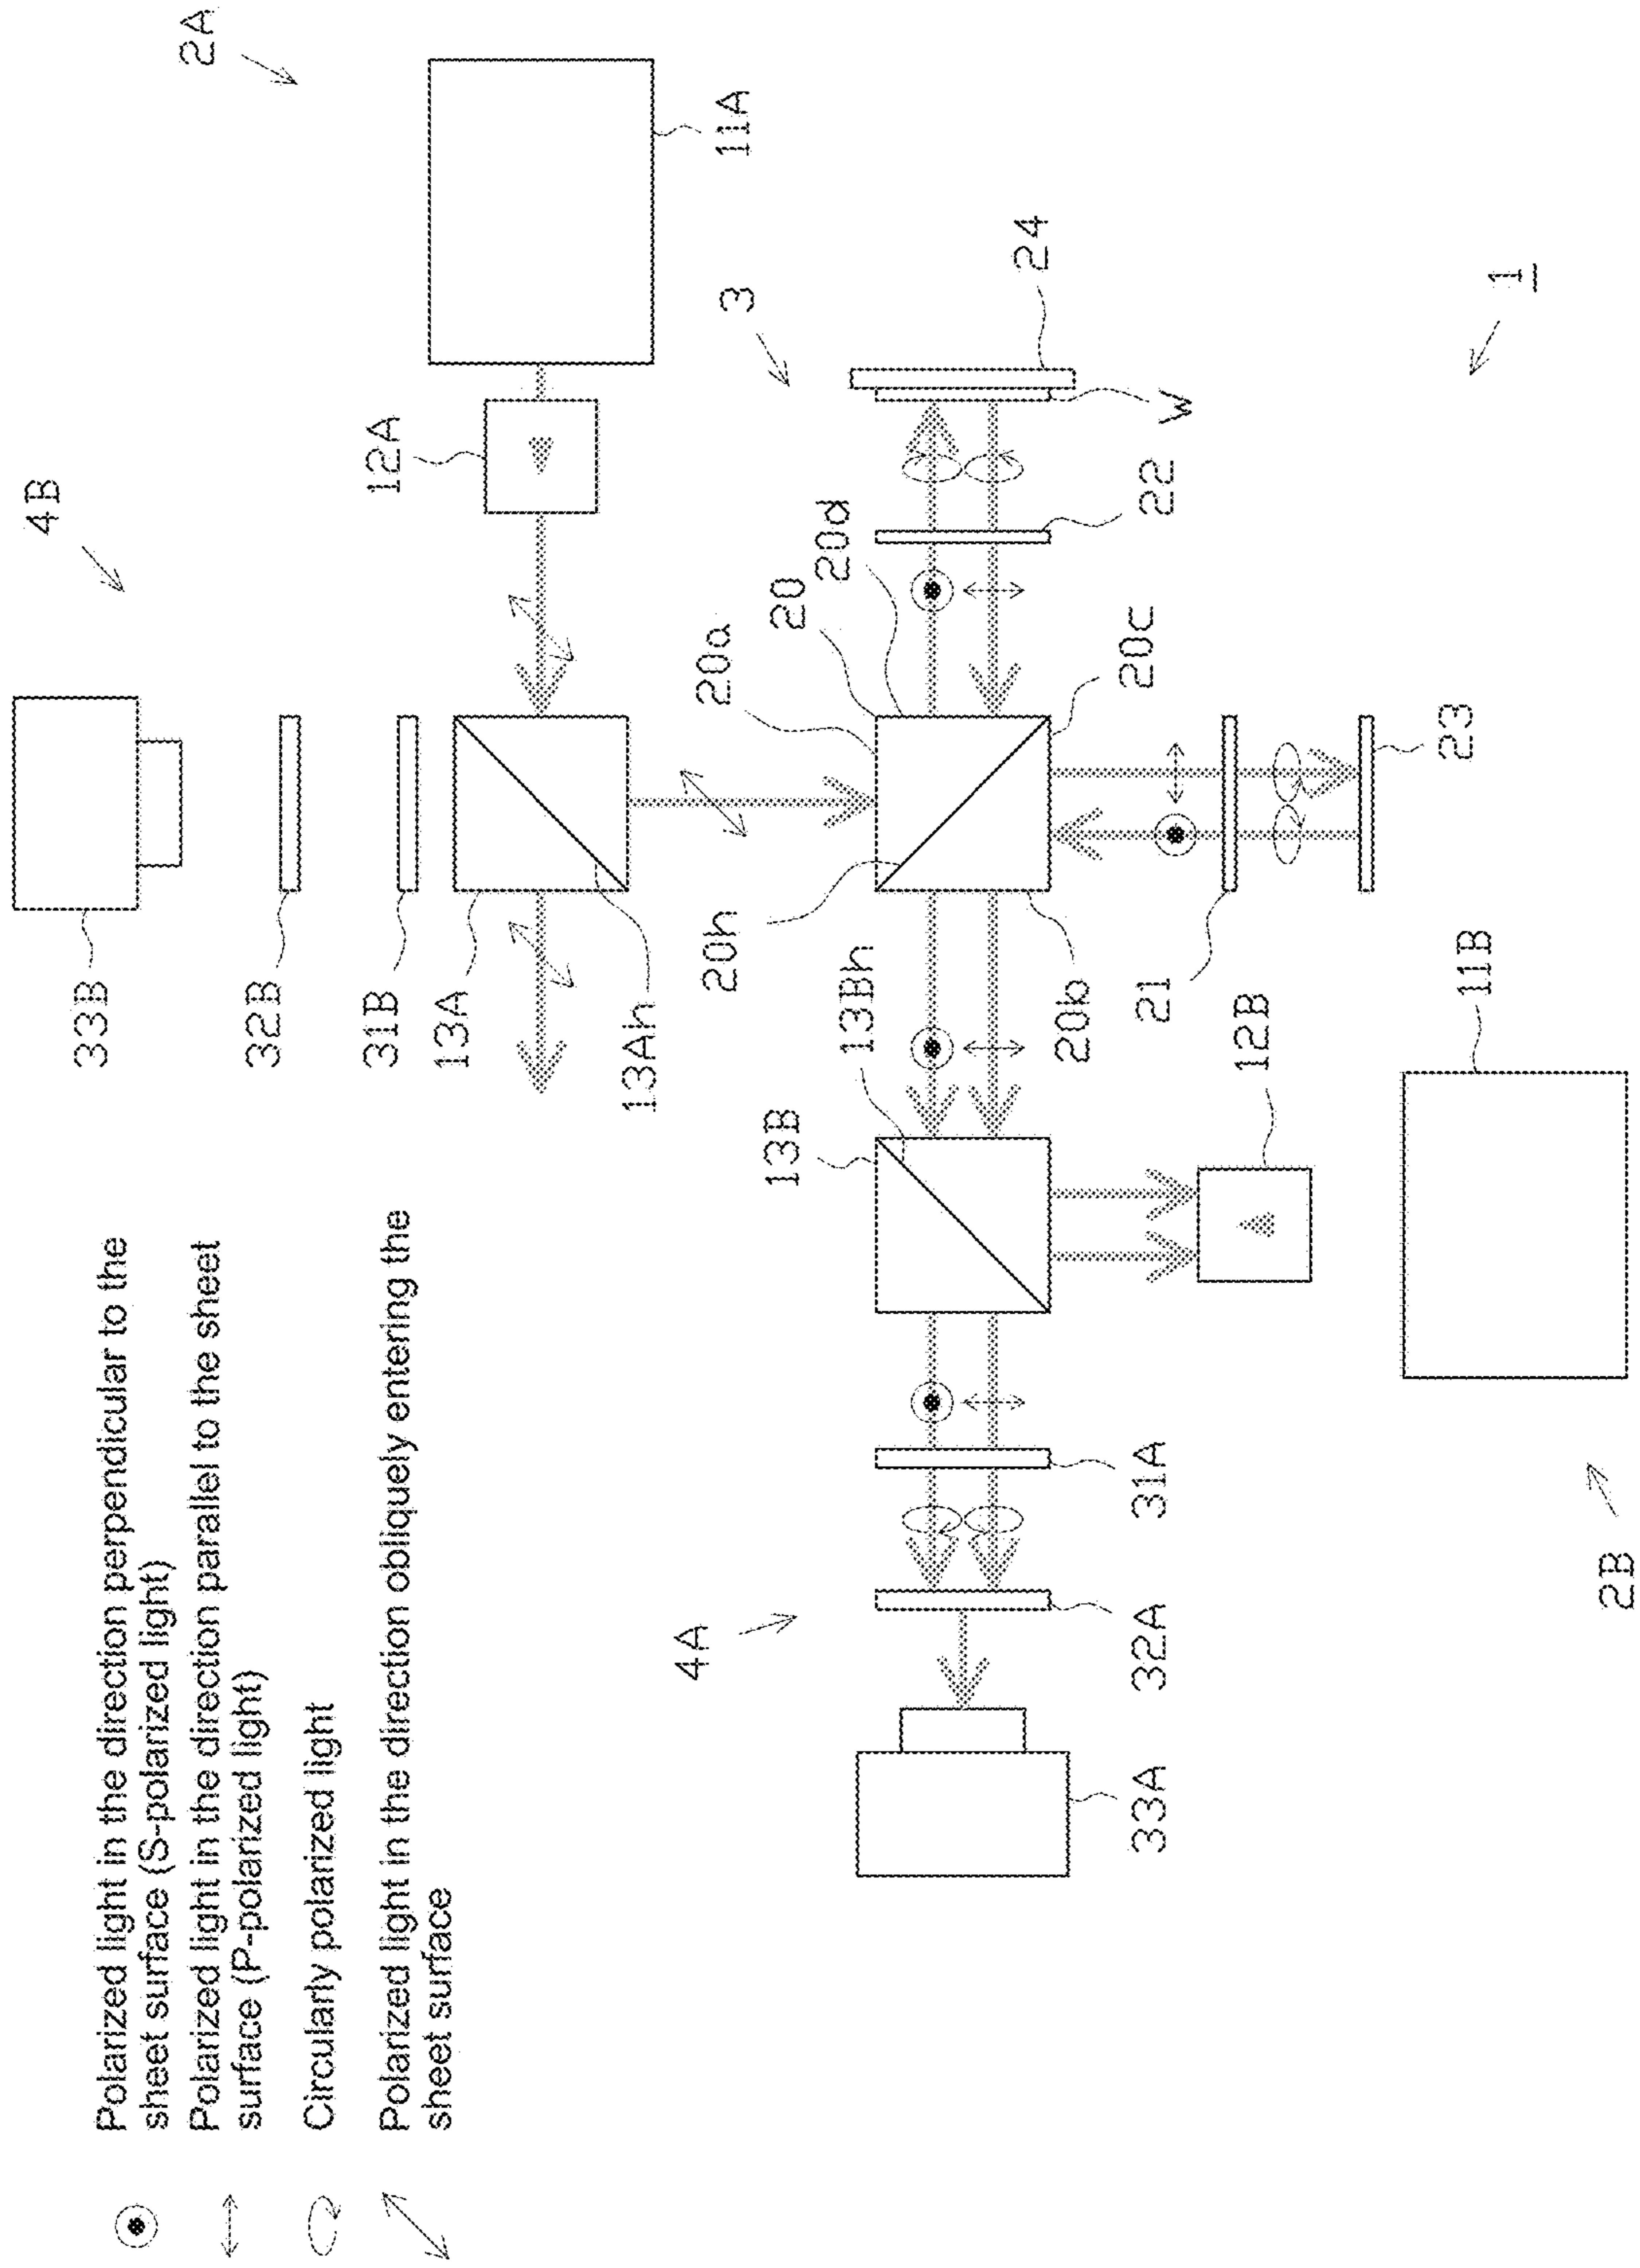 Polarized light in the direction perpendicular to the
sheet surface (S-polarized light)
Polarized light in the direction parallel to the sheet
surface (P-polarized light)
Circularly polarized light
Polarized light in the direction obliquely entering the
sheet surface
4B
33B
2A
32B
31B
12A
13A
13Ah
4A
20h
20a
3
11A
13B
20
20d
13Bh
24
20b
33A
32A
31A
20c
21
22
W
12B
23
11B
1
2B